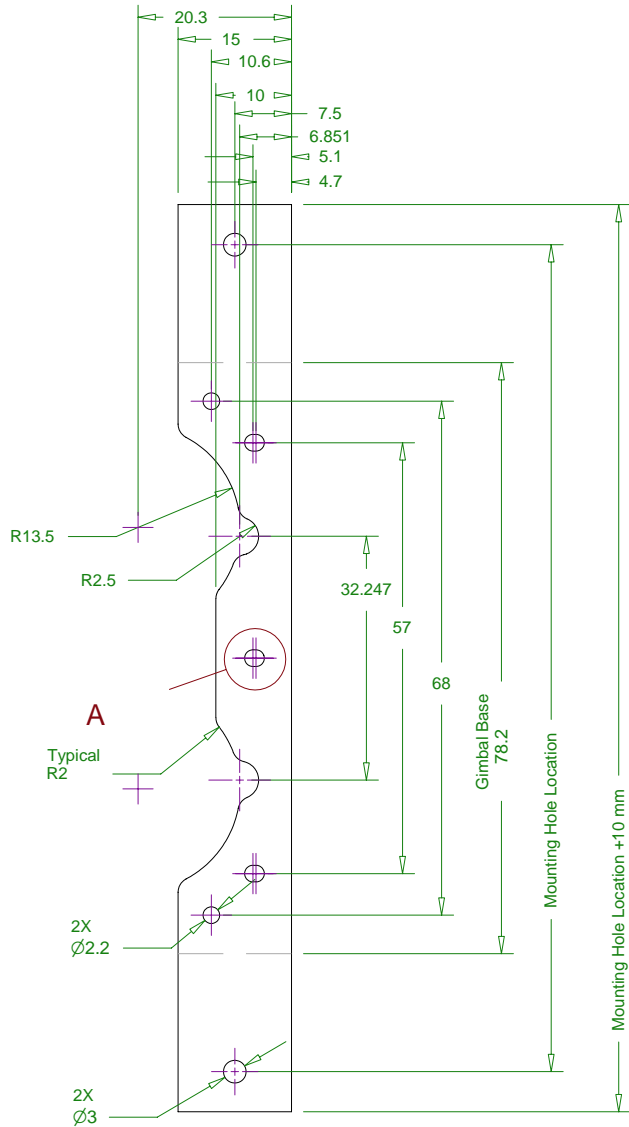 20.3
15
10.6
10
7.5
6.851
5.1
4.7
R13.5
R2.5
32.247
57
68
Gimbal Base
78.2
Mounting Hole Location
Mounting Hole Location +10 mm
A
Typical
R2
2X
Ø2.2
2X
Ø3